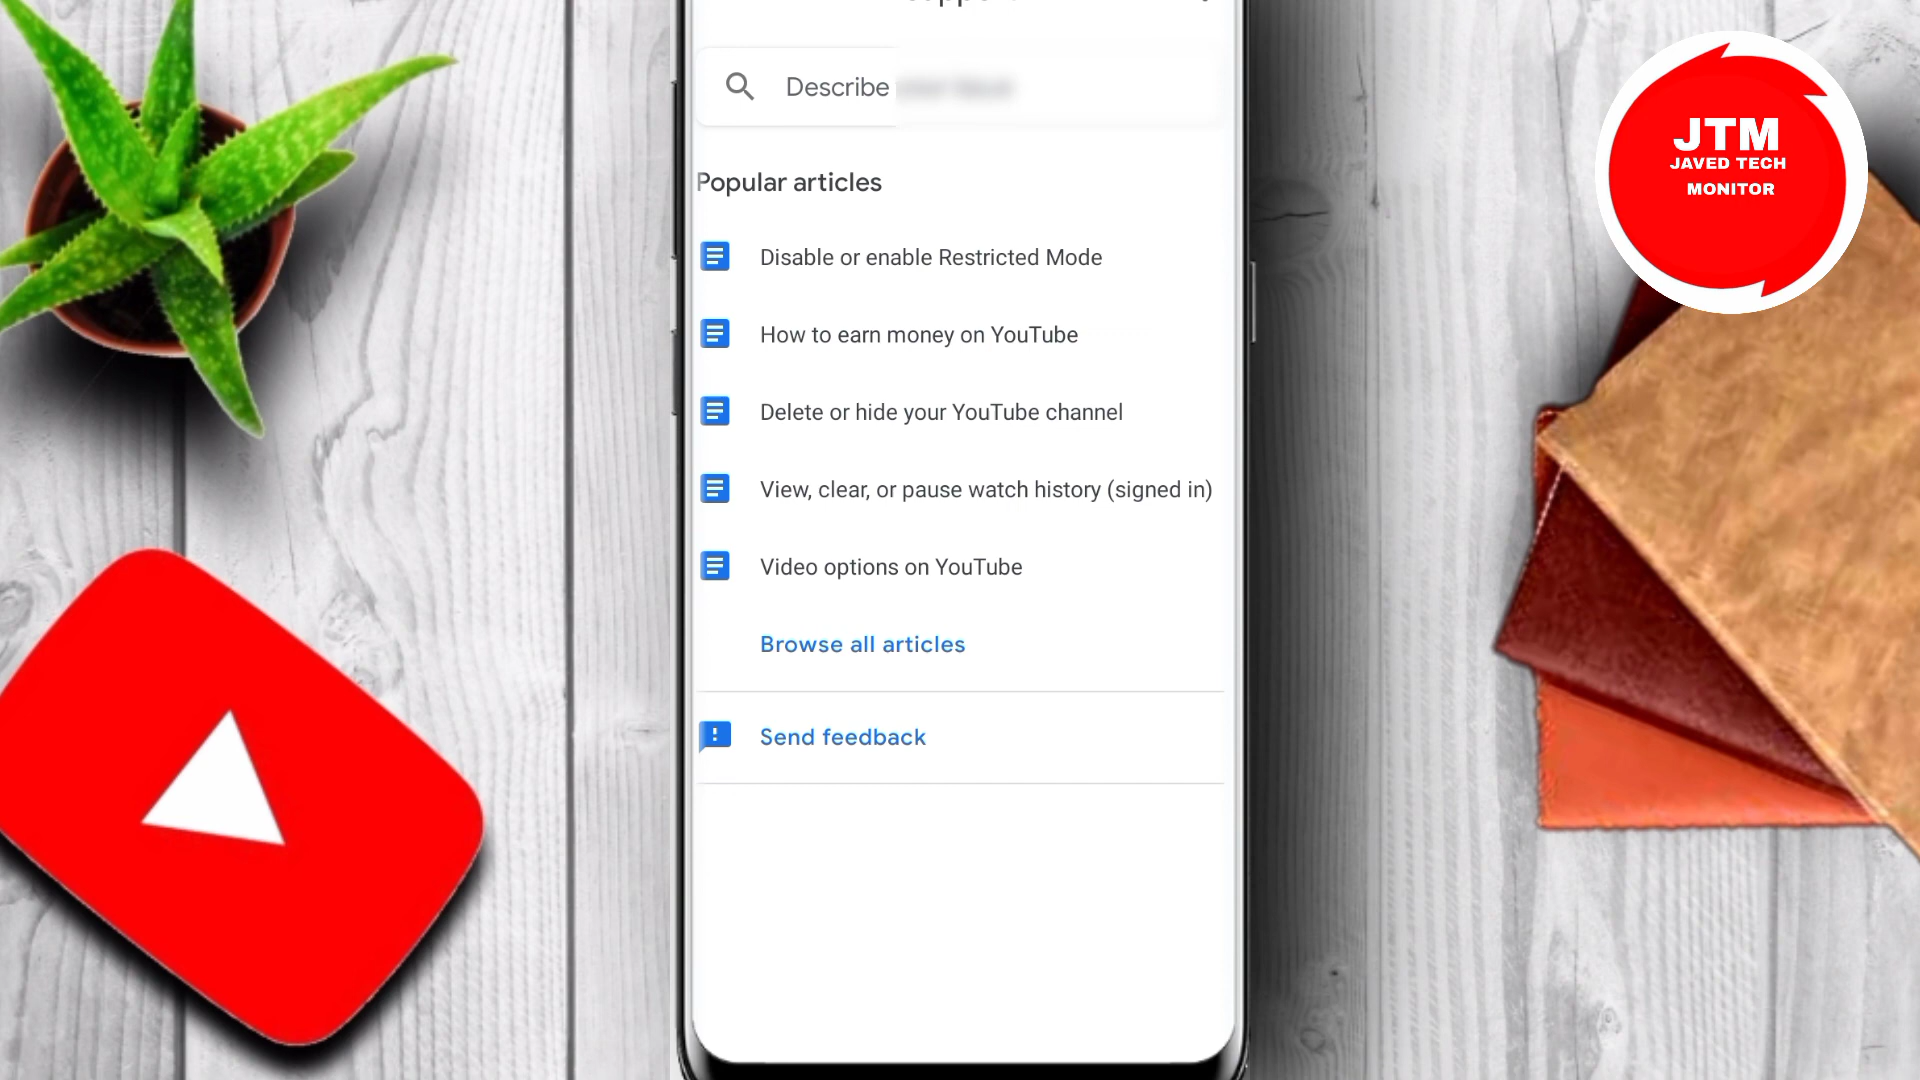 Describe
Popular articles
Disable or enable Restricted Mode
How to earn money on YouTube
Delete or hide your YouTube channel
View, clear, or pause watch history (signed in)
Video options on YouTube
Browse all articles
Send feedback
JTM
JAVED TECH
MONITOR